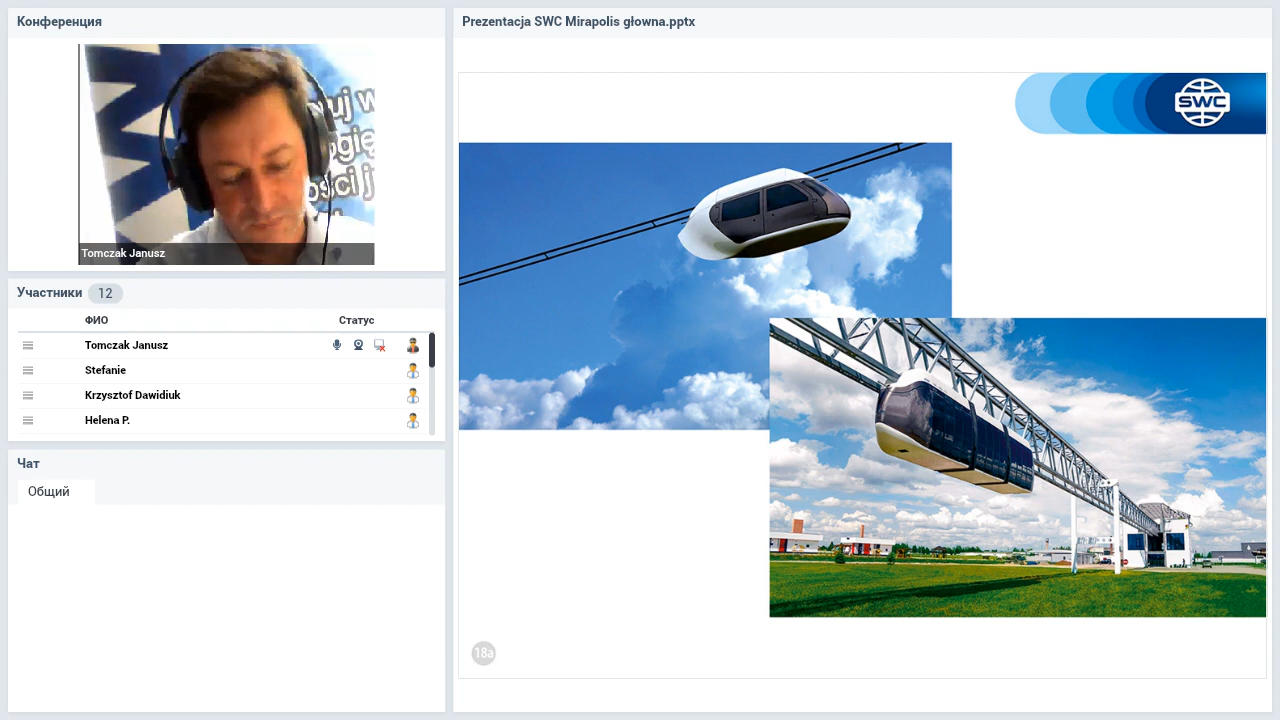 Конференция
Tomczak Janusz
Участники 12
ФИО Статус
Tomczak Janusz
Stefanie
Krzysztof Dawidiuk
Helena P.
Чат
Общий
Prezentacja SWC Mirapolis głowna.pptx
SWC
18a